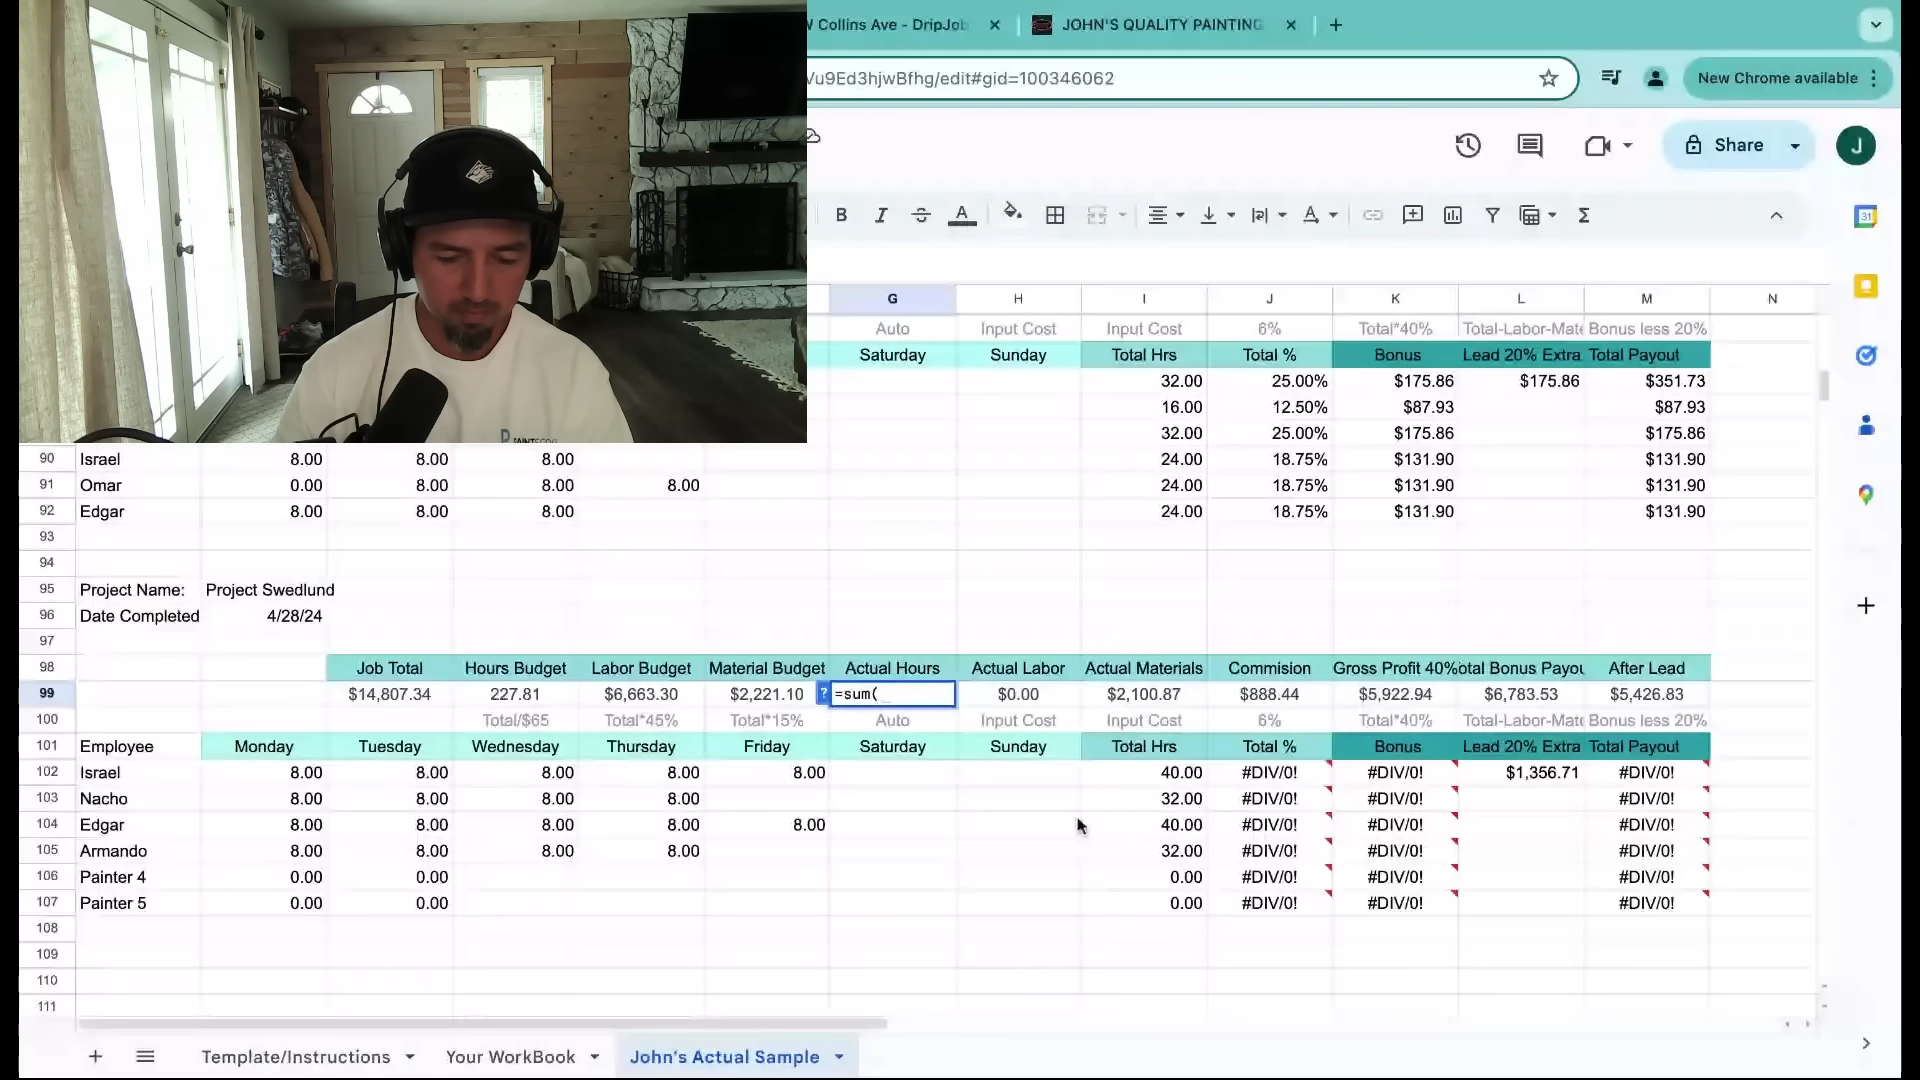 W Collins Ave - DripJob
JOHN'S QUALITY PAINTING
Vu9Ed3hjwBfhg/edit#gid=100346062
New Chrome available
Share
J
B I S A A Σ
31
G H I J K L M N
Auto Input Cost Input Cost 6% Total*40% Total-Labor-Mate Bonus less 20%
Saturday Sunday Total Hrs Total % Bonus Lead 20% Extra Total Payout
32.00 25.00% $175.86 $175.86 $351.73
16.00 12.50% $87.93 $87.93
32.00 25.00% $175.86 $175.86
90 Israel 8.00 8.00 8.00 24.00 18.75% $131.90 $131.90
91 Omar 0.00 8.00 8.00 8.00 24.00 18.75% $131.90 $131.90
92 Edgar 8.00 8.00 8.00 24.00 18.75% $131.90 $131.90
93
94
95 Project Name: Project Swedlund
96 Date Completed 4/28/24
97
98 Job Total Hours Budget Labor Budget Material Budget Actual Hours Actual Labor Actual Materials Commision Gross Profit 40% otal Bonus Payou After Lead
99 $14,807.34 227.81 $6,663.30 $2,221.10 ? =sum( $0.00 $2,100.87 $888.44 $5,922.94 $6,783.53 $5,426.83
100 Total/$65 Total*45% Total*15% Auto Input Cost Input Cost 6% Total*40% Total-Labor-Mate Bonus less 20%
101 Employee Monday Tuesday Wednesday Thursday Friday Saturday Sunday Total Hrs Total % Bonus Lead 20% Extra Total Payout
102 Israel 8.00 8.00 8.00 8.00 8.00 40.00 #DIV/0! #DIV/0! $1,356.71 #DIV/0!
103 Nacho 8.00 8.00 8.00 8.00 32.00 #DIV/0! #DIV/0! #DIV/0!
104 Edgar 8.00 8.00 8.00 8.00 8.00 40.00 #DIV/0! #DIV/0! #DIV/0!
105 Armando 8.00 8.00 8.00 8.00 32.00 #DIV/0! #DIV/0! #DIV/0!
106 Painter 4 0.00 0.00 0.00 #DIV/0! #DIV/0! #DIV/0!
107 Painter 5 0.00 0.00 0.00 #DIV/0! #DIV/0! #DIV/0!
108
109
110
111
Template/Instructions Your WorkBook John's Actual Sample